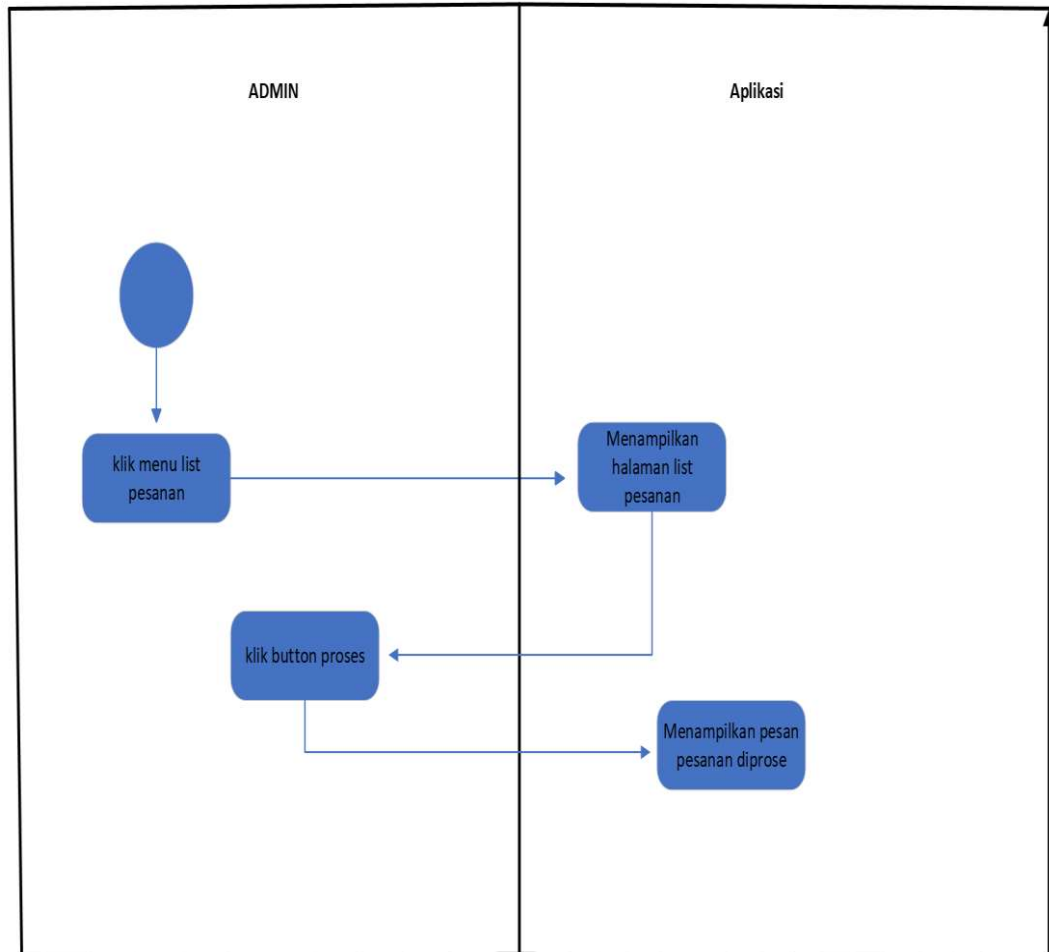 ADMIN
Aplikasi
klik menu list
pesanan
Menampilkan
halaman list
pesanan
klik button proses
Menampilkan pesan
pesanan diprose